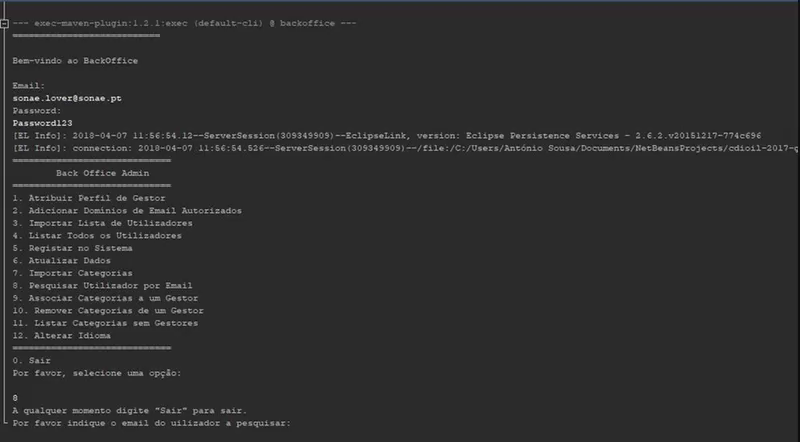 --- exec-maven-plugin:1.2.1:exec (default-cli) @ backoffice ---
============================
Bem-vindo ao BackOffice
Email:
sonae.lover@sonae.pt
Password:
Password123
[EL Info]: 2018-04-07 11:56:54.12--ServerSession(309349909)--EclipseLink, version: Eclipse Persistence Services - 2.6.2.v20151217-774c696
[EL Info]: connection: 2018-04-07 11:56:54.526--ServerSession(309349909)--/file:/C:/Users/António Sousa/Documents/NetBeansProjects/cdioil-2017-g
==============================
Back Office Admin
==============================
1. Atribuir Perfil de Gestor
2. Adicionar Domínios de Email Autorizados
3. Importar Lista de Utilizadores
4. Listar Todos os Utilizadores
5. Registar no Sistema
6. Atualizar Dados
7. Importar Categorias
8. Pesquisar Utilizador por Email
9. Associar Categorias a um Gestor
10. Remover Categorias de um Gestor
11. Listar Categorias sem Gestores
12. Alterar Idioma
==============================
0. Sair
Por favor, selecione uma opção:
8
A qualquer momento digite "Sair" para sair.
Por favor indique o email do uilizador a pesquisar: